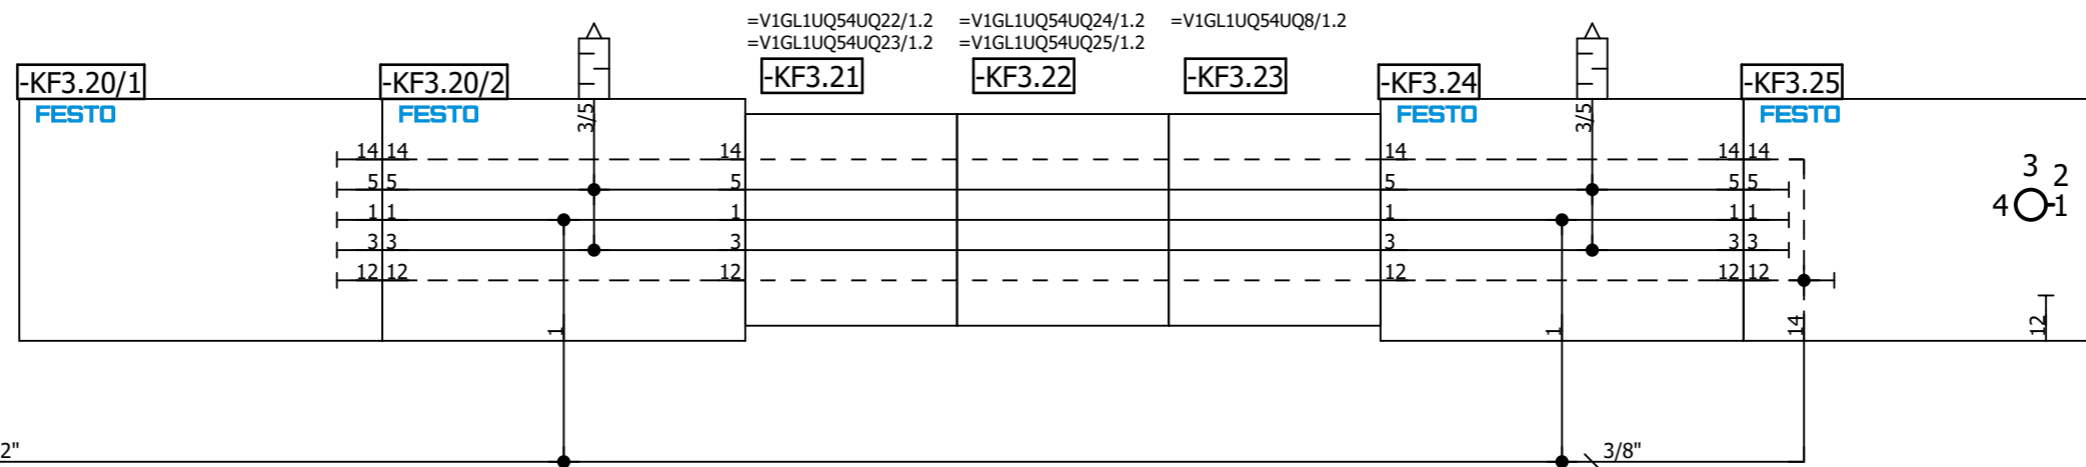 =V1GL1UQ54UQ22/1.2 =V1GL1UQ54UQ24/1.2 =V1GL1UQ54UQ8/1.2
=V1GL1UQ54UQ23/1.2 =V1GL1UQ54UQ25/1.2
-KF3.20/1 -KF3.20/2 -KF3.21 -KF3.22 -KF3.23 -KF3.24 -KF3.25
FESTO FESTO FESTO FESTO
3/5 3/5
14 14 14 14 14 14
5 5 5 5 5 5
1 1 1 1 1 1
3 3 3 3 3 3
12 12 12 12 12 12
3 2
4 1
1 1 14 12
2" 3/8"